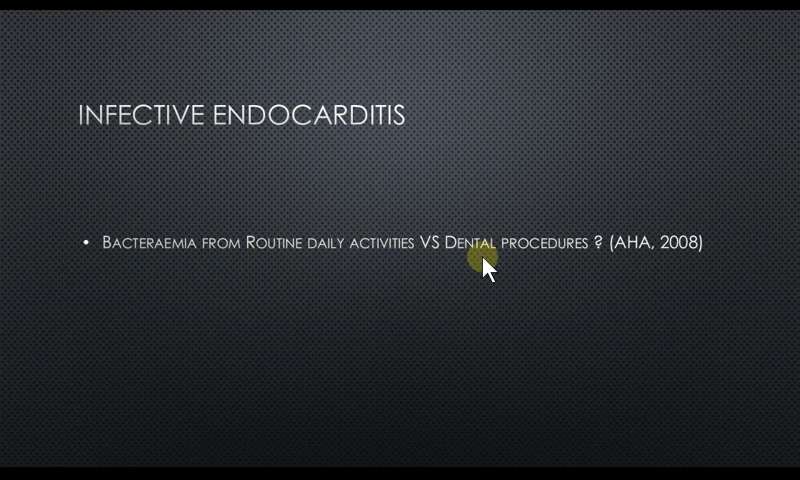 INFECTIVE ENDOCARDITIS
• BACTERAEMIA FROM ROUTINE DAILY ACTIVITIES VS DENTAL PROCEDURES ? (AHA, 2008)